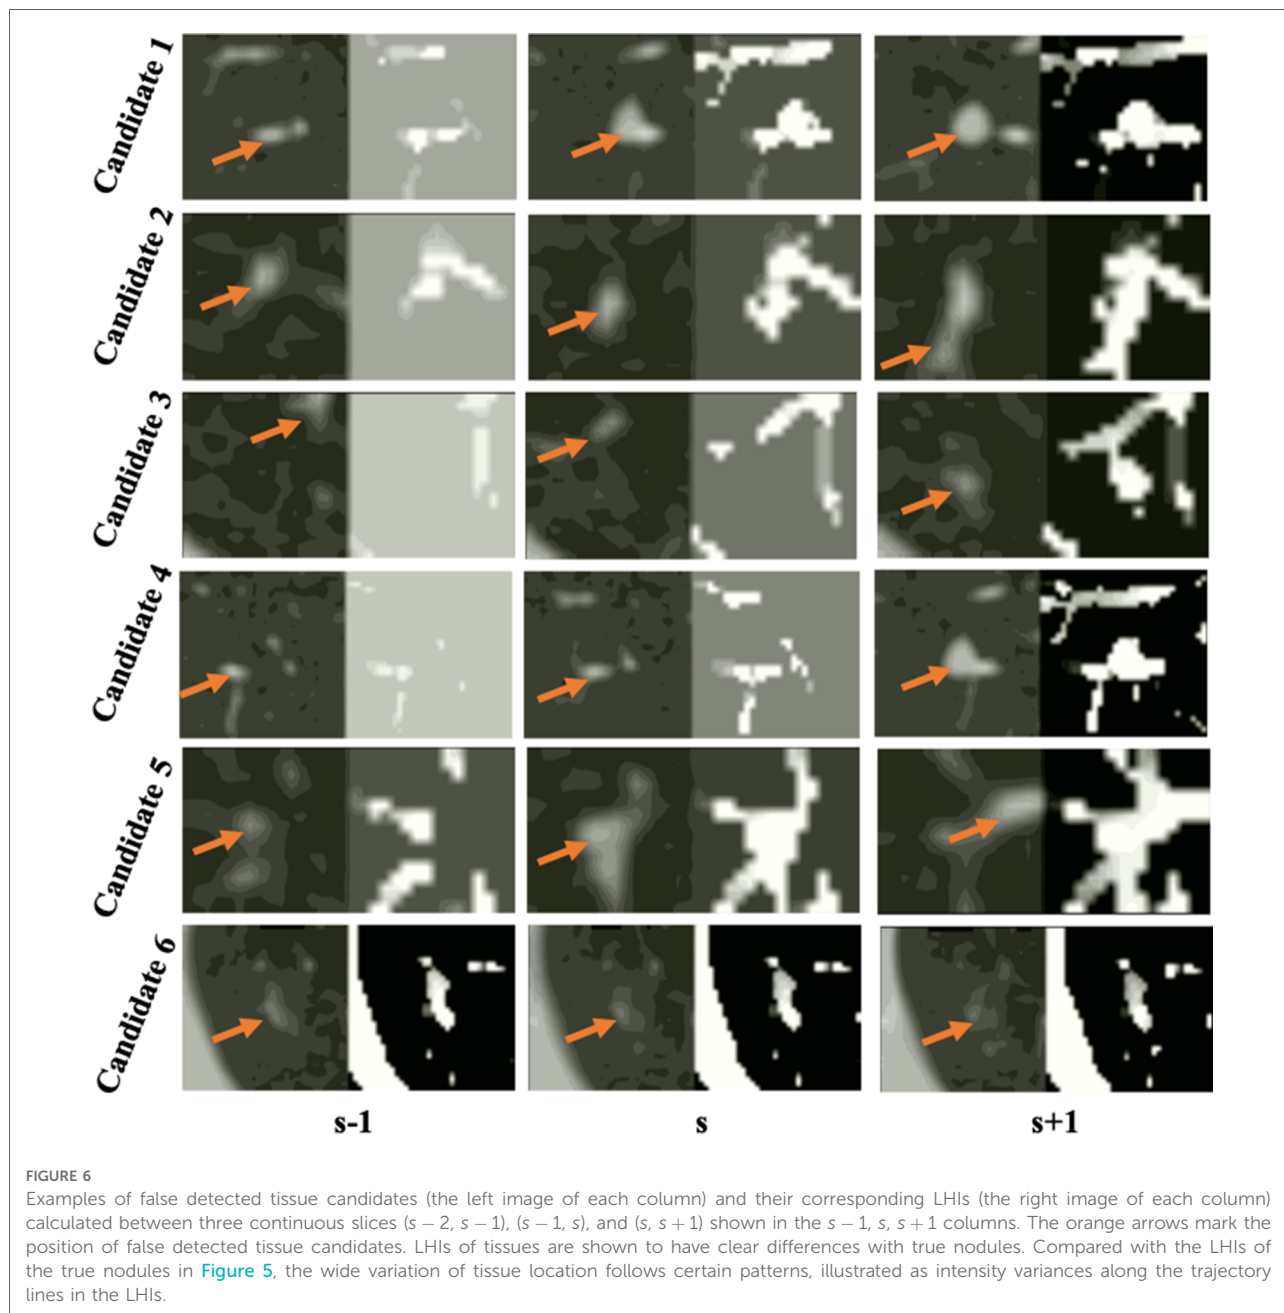 Candidate 1
Candidate 2
Candidate 3
Candidate 4
Candidate 5
Candidate 6
s-1 s s+1
FIGURE 6
Examples of false detected tissue candidates (the left image of each column) and their corresponding LHIs (the right image of each column)
calculated between three continuous slices (s − 2, s − 1), (s − 1, s), and (s, s + 1) shown in the s − 1, s, s + 1 columns. The orange arrows mark the
position of false detected tissue candidates. LHIs of tissues are shown to have clear differences with true nodules. Compared with the LHIs of
the true nodules in Figure 5, the wide variation of tissue location follows certain patterns, illustrated as intensity variances along the trajectory
lines in the LHIs.